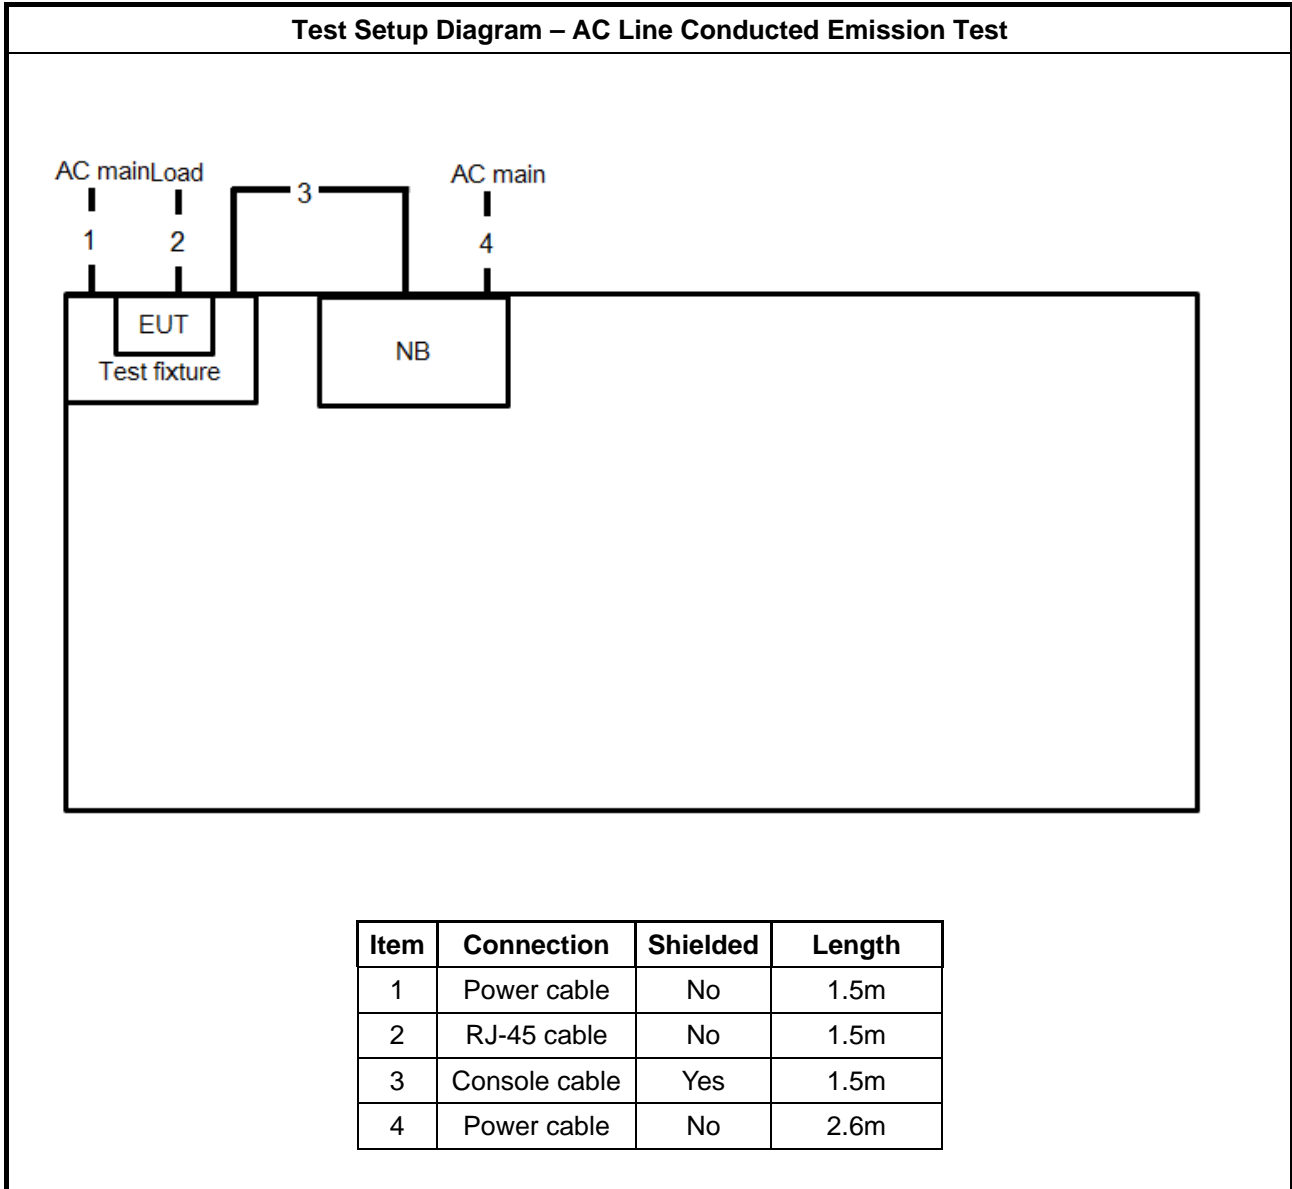 Test Setup Diagram – AC Line Conducted Emission Test
AC main Load
3
AC main
1
2
4
EUT
Test fixture
NB
Item Connection Shielded Length
1 Power cable No 1.5m
2 RJ-45 cable No 1.5m
3 Console cable Yes 1.5m
4 Power cable No 2.6m